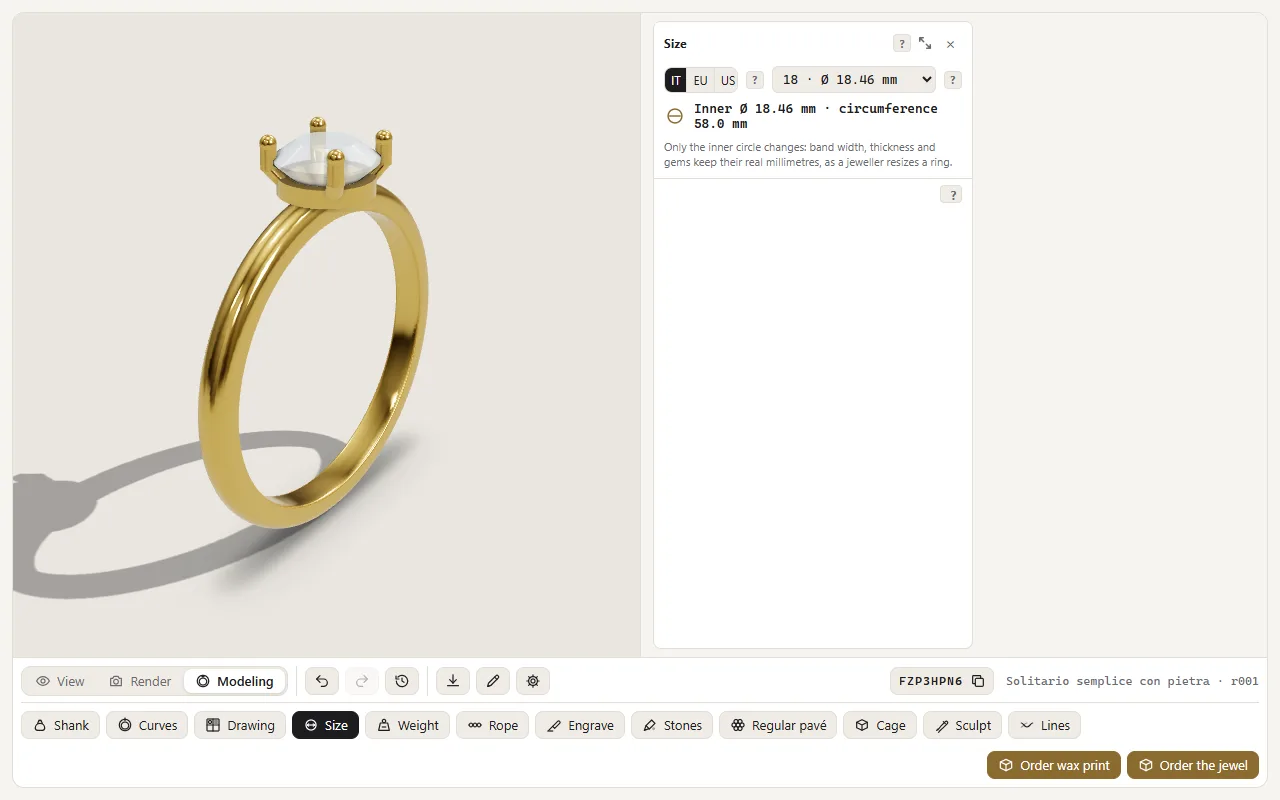 Size
?
IT EU US ? 18 · Ø 18.46 mm ?
Inner Ø 18.46 mm · circumference
58.0 mm
Only the inner circle changes: band width, thickness and
gems keep their real millimetres, as a jeweller resizes a ring.
?
View Render Modeling
FZP3HPN6 Solitario semplice con pietra · r001
Shank Curves Drawing Size Weight Rope Engrave Stones Regular pavé Cage Sculpt Lines
Order wax print Order the jewel